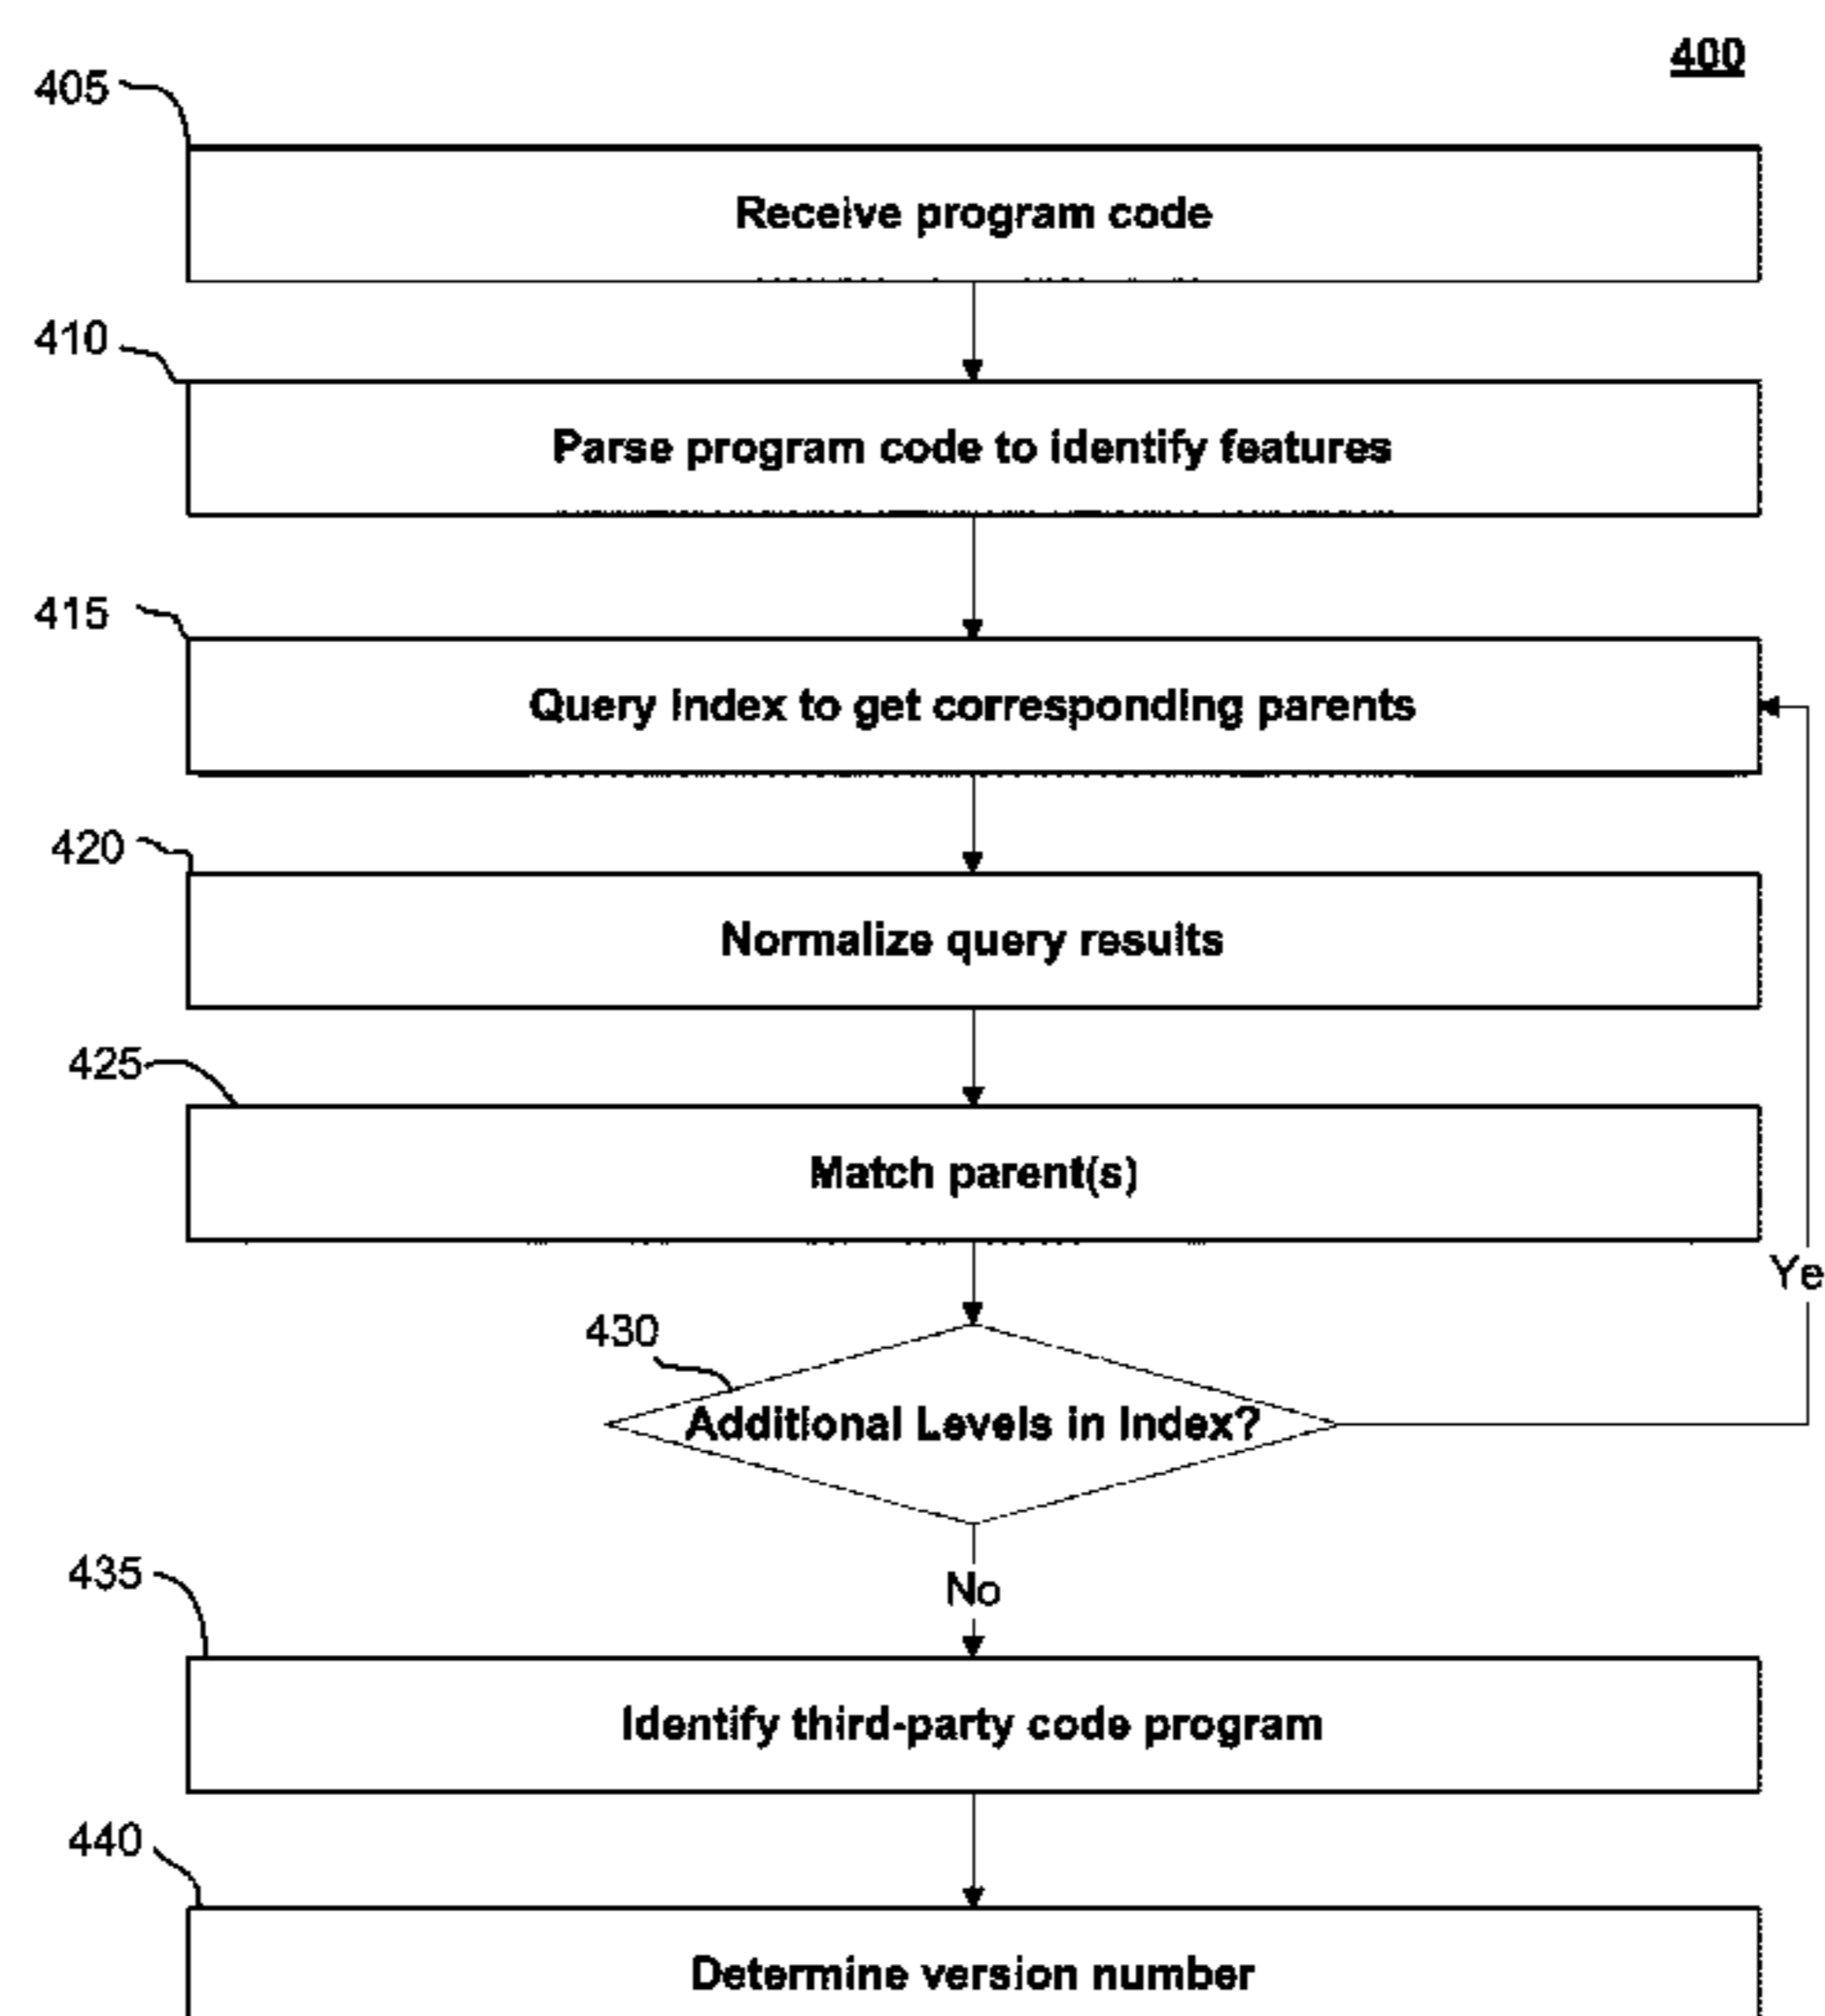 400
405
Receive program code
410
Parse program code to identify features
415
Query Index to get corresponding parents
420
Normalize query results
425
Match parent(s)
Ye
430
Additional Levels in Index?
No
435
Identify third-party code program
440
Determine version number